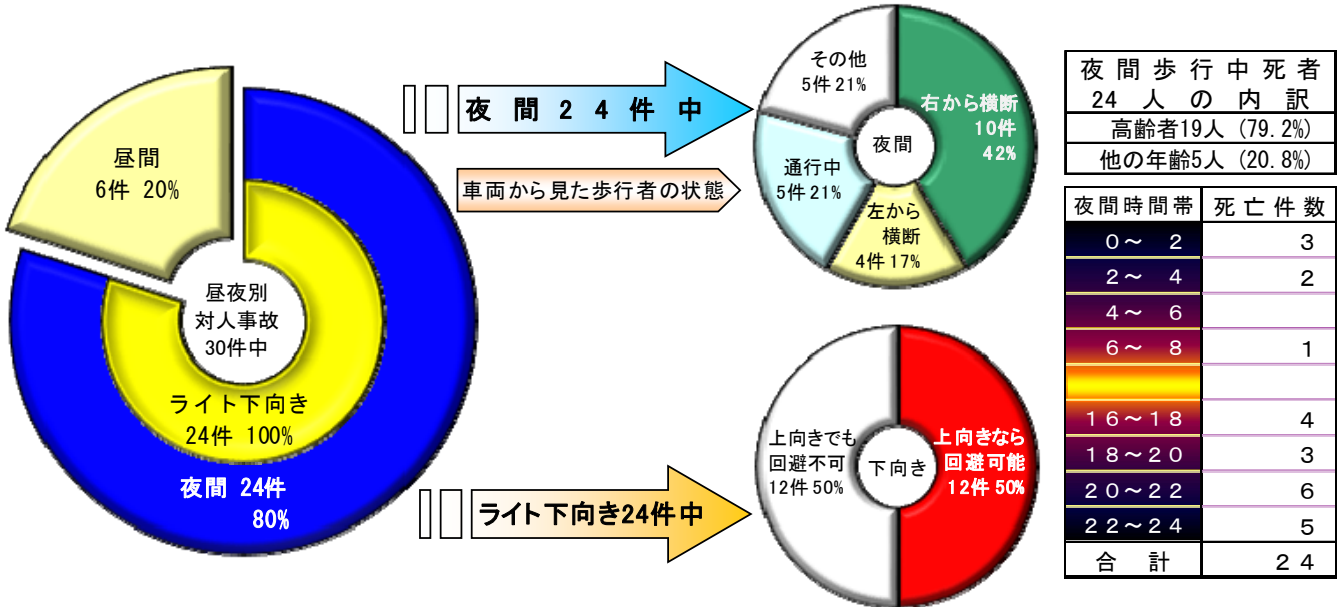 昼間
6件 20%
昼夜別
対人事故
30件中
ライト下向き
24件 100%
夜間 24件
80%
夜間24件中
車両から見た歩行者の状態
ライト下向き24件中
その他
5件 21%
右から横断
10件
42%
夜間
通行中
5件 21%
左から
横断
4件 17%
上向きでも
回避不可
12件 50%
下向き
上向きなら
回避可能
12件 50%
夜間歩行中死者
24人の内訳
高齢者19人 (79.2%)
他の年齢5人 (20.8%)
夜間時間帯 死亡件数
0~ 2 3
2~ 4 2
4~ 6
6~ 8 1
16~18 4
18~20 3
20~22 6
22~24 5
合計 24